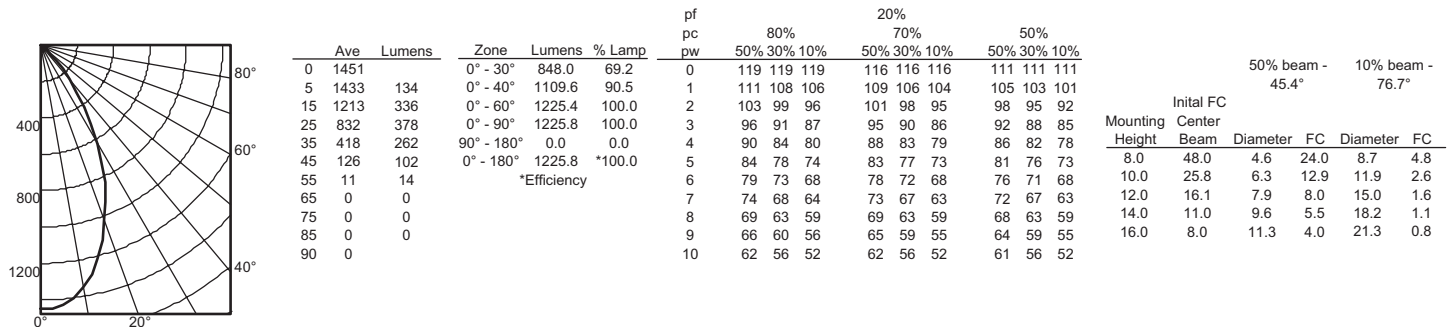 400
800
1200
0°
20°
40°
60°
80°
Ave Lumens
0 1451
5 1433 134
15 1213 336
25 832 378
35 418 262
45 126 102
55 11 14
65 0 0
75 0 0
85 0 0
90 0
Zone Lumens % Lamp
0° - 30° 848.0 69.2
0° - 40° 1109.6 90.5
0° - 60° 1225.4 100.0
0° - 90° 1225.8 100.0
90° - 180° 0.0 0.0
0° - 180° 1225.8 *100.0
*Efficiency
pf 20%
pc 80% 70% 50%
pw 50% 30% 10% 50% 30% 10% 50% 30% 10%
0 119 119 119 116 116 116 111 111 111
1 111 108 106 109 106 104 105 103 101
2 103 99 96 101 98 95 98 95 92
3 96 91 87 95 90 86 92 88 85
4 90 84 80 88 83 79 86 82 78
5 84 78 74 83 77 73 81 76 73
6 79 73 68 78 72 68 76 71 68
7 74 68 64 73 67 63 72 67 63
8 69 63 59 69 63 59 68 63 59
9 66 60 56 65 59 55 64 59 55
10 62 56 52 62 56 52 61 56 52
50% beam - 10% beam -
45.4° 76.7°
Inital FC
Mounting Center
Height Beam Diameter FC Diameter FC
8.0 48.0 4.6 24.0 8.7 4.8
10.0 25.8 6.3 12.9 11.9 2.6
12.0 16.1 7.9 8.0 15.0 1.6
14.0 11.0 9.6 5.5 18.2 1.1
16.0 8.0 11.3 4.0 21.3 0.8